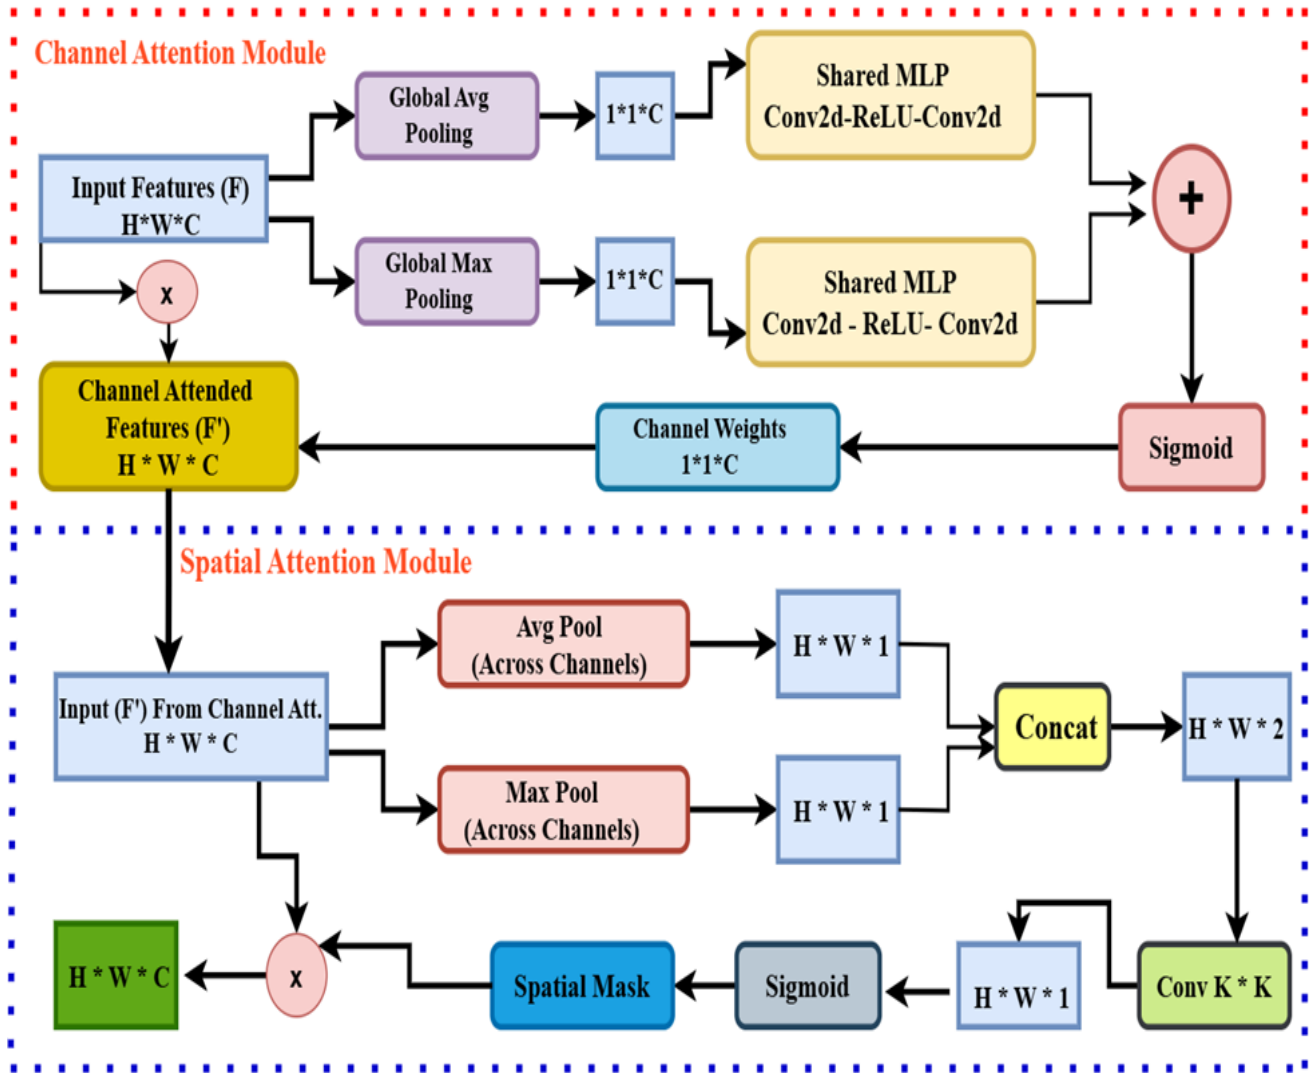 Channel Attention Module
Global Avg
Pooling
1*1*C
Shared MLP
Conv2d-ReLU-Conv2d
Input Features (F)
H*W*C
+
Global Max
Pooling
1*1*C
Shared MLP
Conv2d - ReLU- Conv2d
x
Channel Attended
Features (F')
H * W * C
Channel Weights
1*1*C
Sigmoid
Spatial Attention Module
Avg Pool
(Across Channels)
H * W * 1
Input (F') From Channel Att.
H * W * C
Concat
H * W * 2
Max Pool
(Across Channels)
H * W * 1
H * W * C
x
Spatial Mask
Sigmoid
H * W * 1
Conv K * K